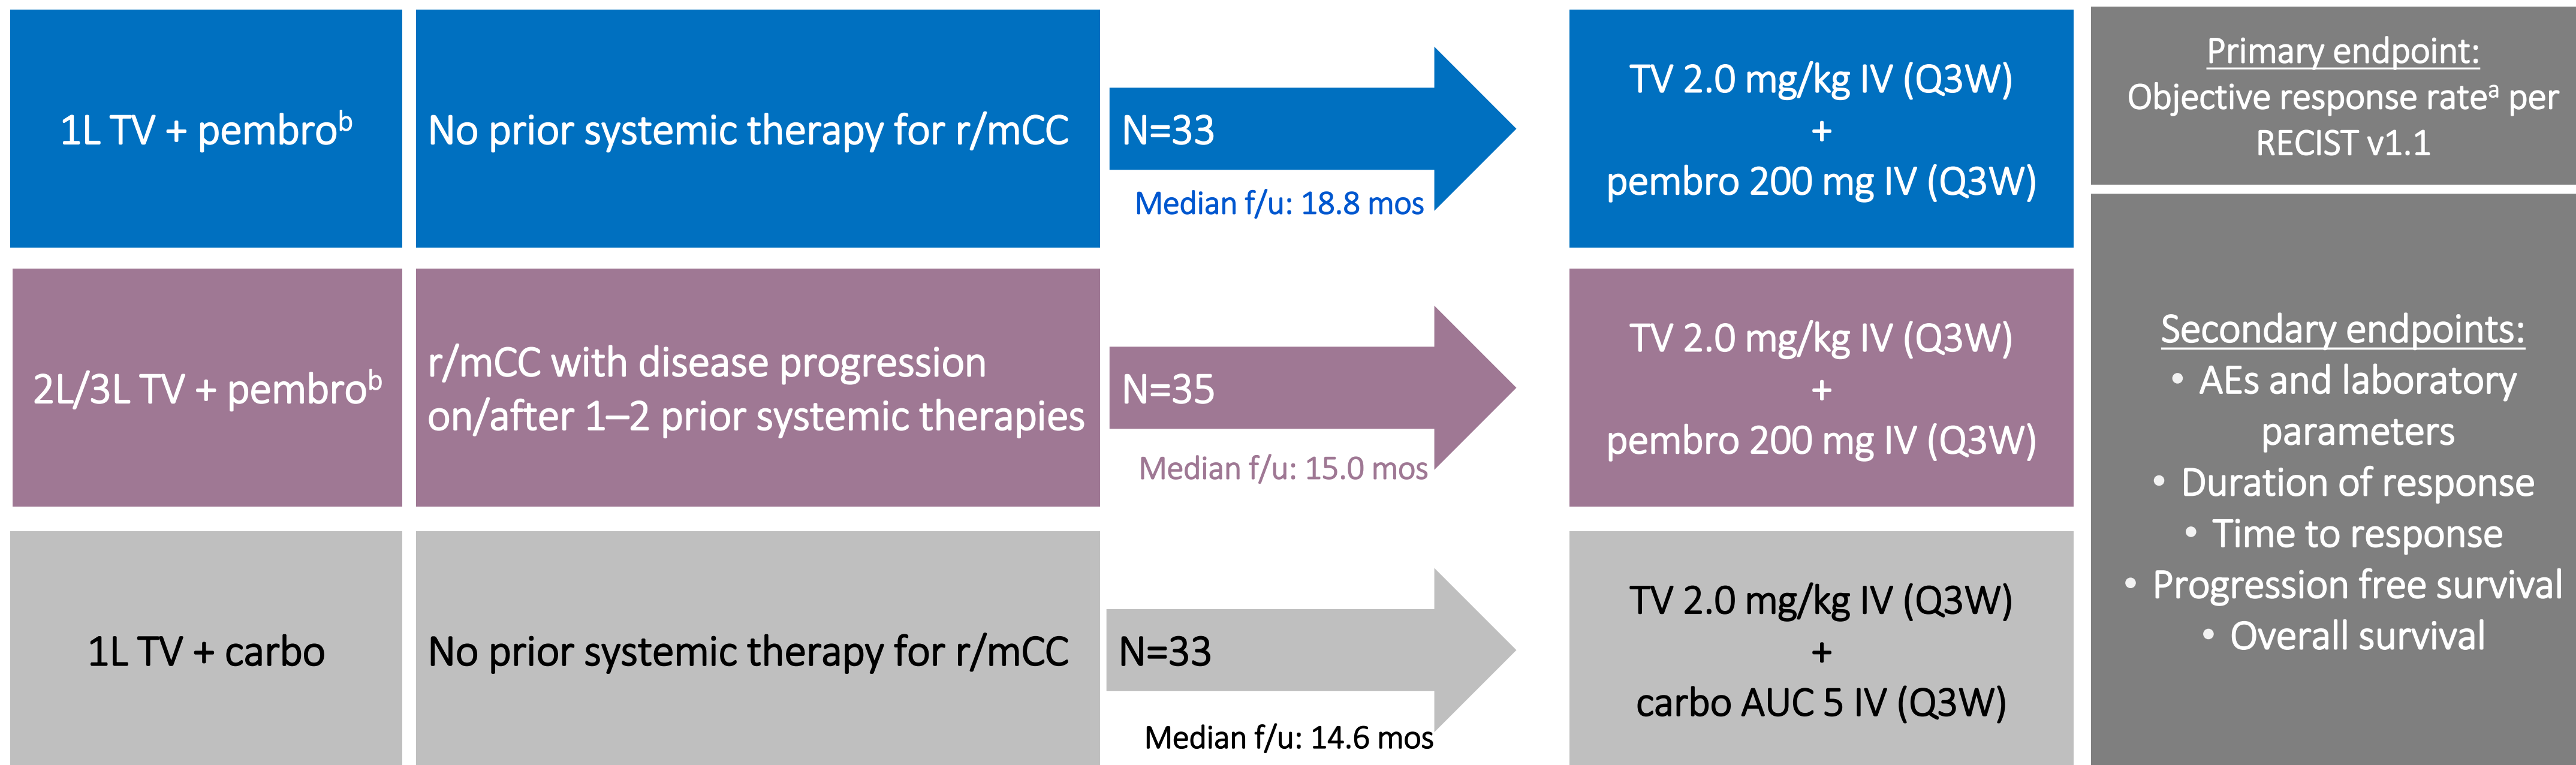 1L TV + pembroᵇ
No prior systemic therapy for r/mCC
N=33
Median f/u: 18.8 mos
TV 2.0 mg/kg IV (Q3W)
+
pembro 200 mg IV (Q3W)
2L/3L TV + pembroᵇ
r/mCC with disease progression
on/after 1–2 prior systemic therapies
N=35
Median f/u: 15.0 mos
TV 2.0 mg/kg IV (Q3W)
+
pembro 200 mg IV (Q3W)
1L TV + carbo
No prior systemic therapy for r/mCC
N=33
Median f/u: 14.6 mos
TV 2.0 mg/kg IV (Q3W)
+
carbo AUC 5 IV (Q3W)
Primary endpoint:
Objective response rateᵃ per
RECIST v1.1
Secondary endpoints:
• AEs and laboratory
parameters
• Duration of response
• Time to response
• Progression free survival
• Overall survival